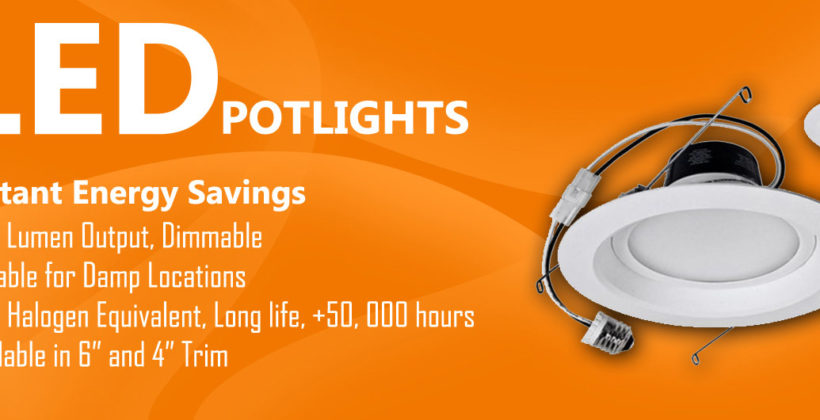 LED POTLIGHTS
tant Energy Savings
Lumen Output, Dimmable
able for Damp Locations
Halogen Equivalent, Long life, +50, 000 hours
lable in 6” and 4” Trim